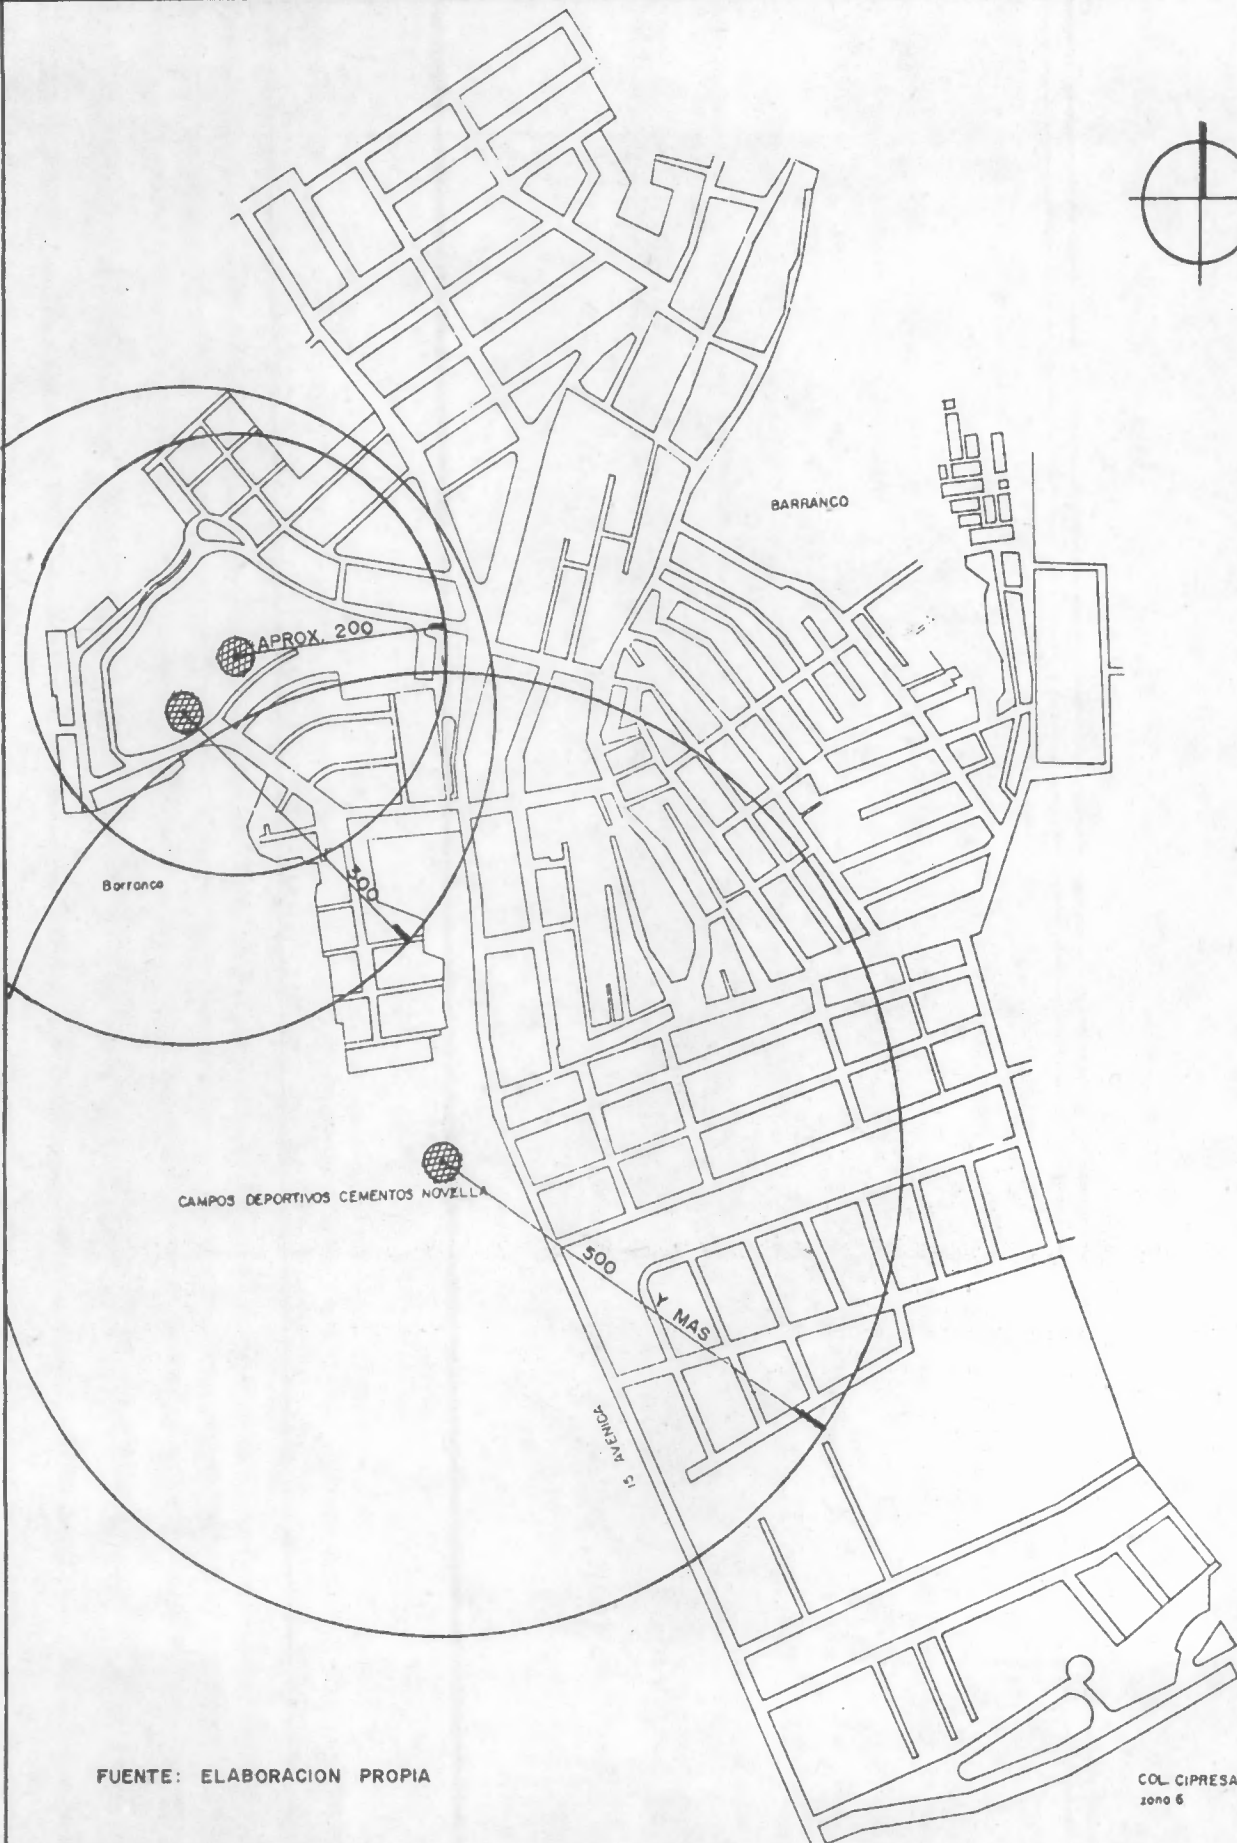 BARRANCO
APROX. 200
300
Barranco
CAMPOS DEPORTIVOS CEMENTOS NOVELLA
500
Y MAS
15 AVENIDA
FUENTE: ELABORACION PROPIA
COL. CIPRESA
zona 6